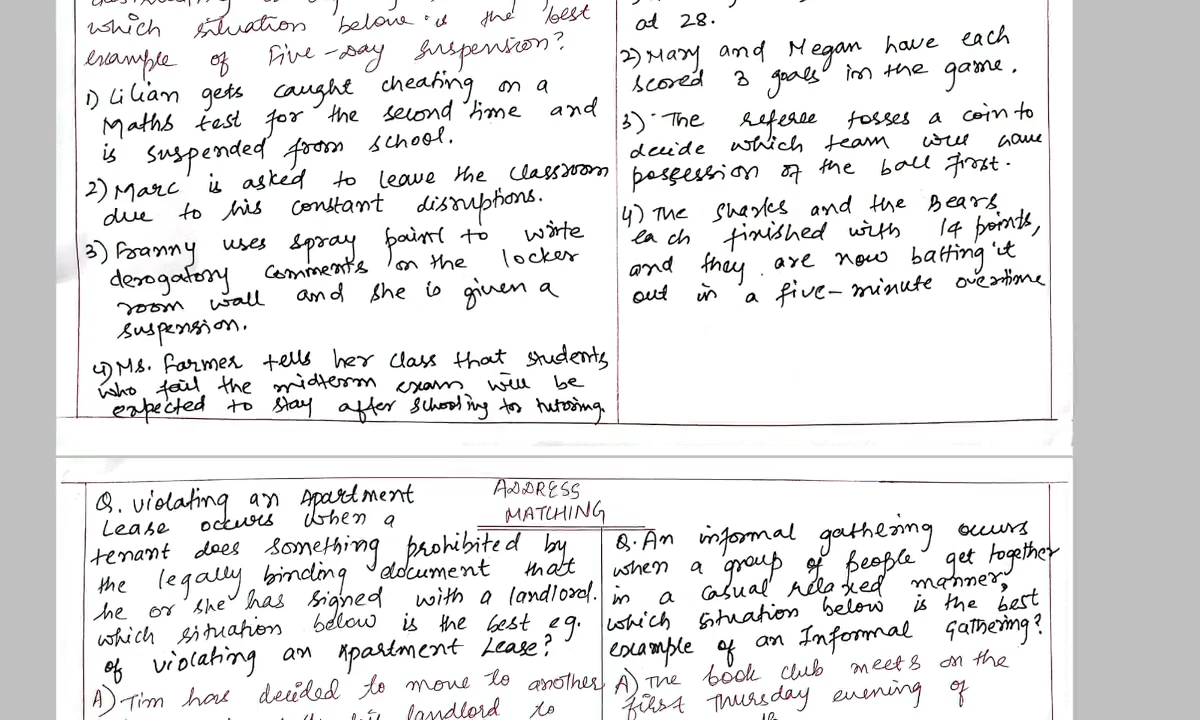 which situation below is the best
example of Five-Day Suspension?
1) Lilian gets caught cheating on a
Maths test for the second time and
is suspended from school.
2) Marc is asked to leave the classroom
due to his constant disruptions.
3) Franny uses spray paint to write
derogatory comments on the locker
room wall and she is given a
suspension.
4) Ms. Farmer tells her class that students
who fail the midterm exam will be
expected to stay after schooling for tutoring.
at 28.
2) Mary and Megan have each
scored 3 goals in the game.
3) The referee tosses a coin to
decide which team will have
possession of the ball first.
4) The Sharks and the Bears
each finished with 14 points,
and they are now batting it
out in a five-minute overtime
ADDRESS
MATCHING
Q. violating an Apartment
Lease occurs when a
tenant does something prohibited by
the legally binding document that
he or she has signed with a landlord.
which situation below is the best eg.
of violating an Apartment Lease?
A) Tim has decided to move to another
landlord to
Q. An informal gathering occurs
when a group of people get together
in a casual relaxed manner,
which situation below is the best
example of an Informal Gathering?
A) The book club meets on the
first Thursday evening of